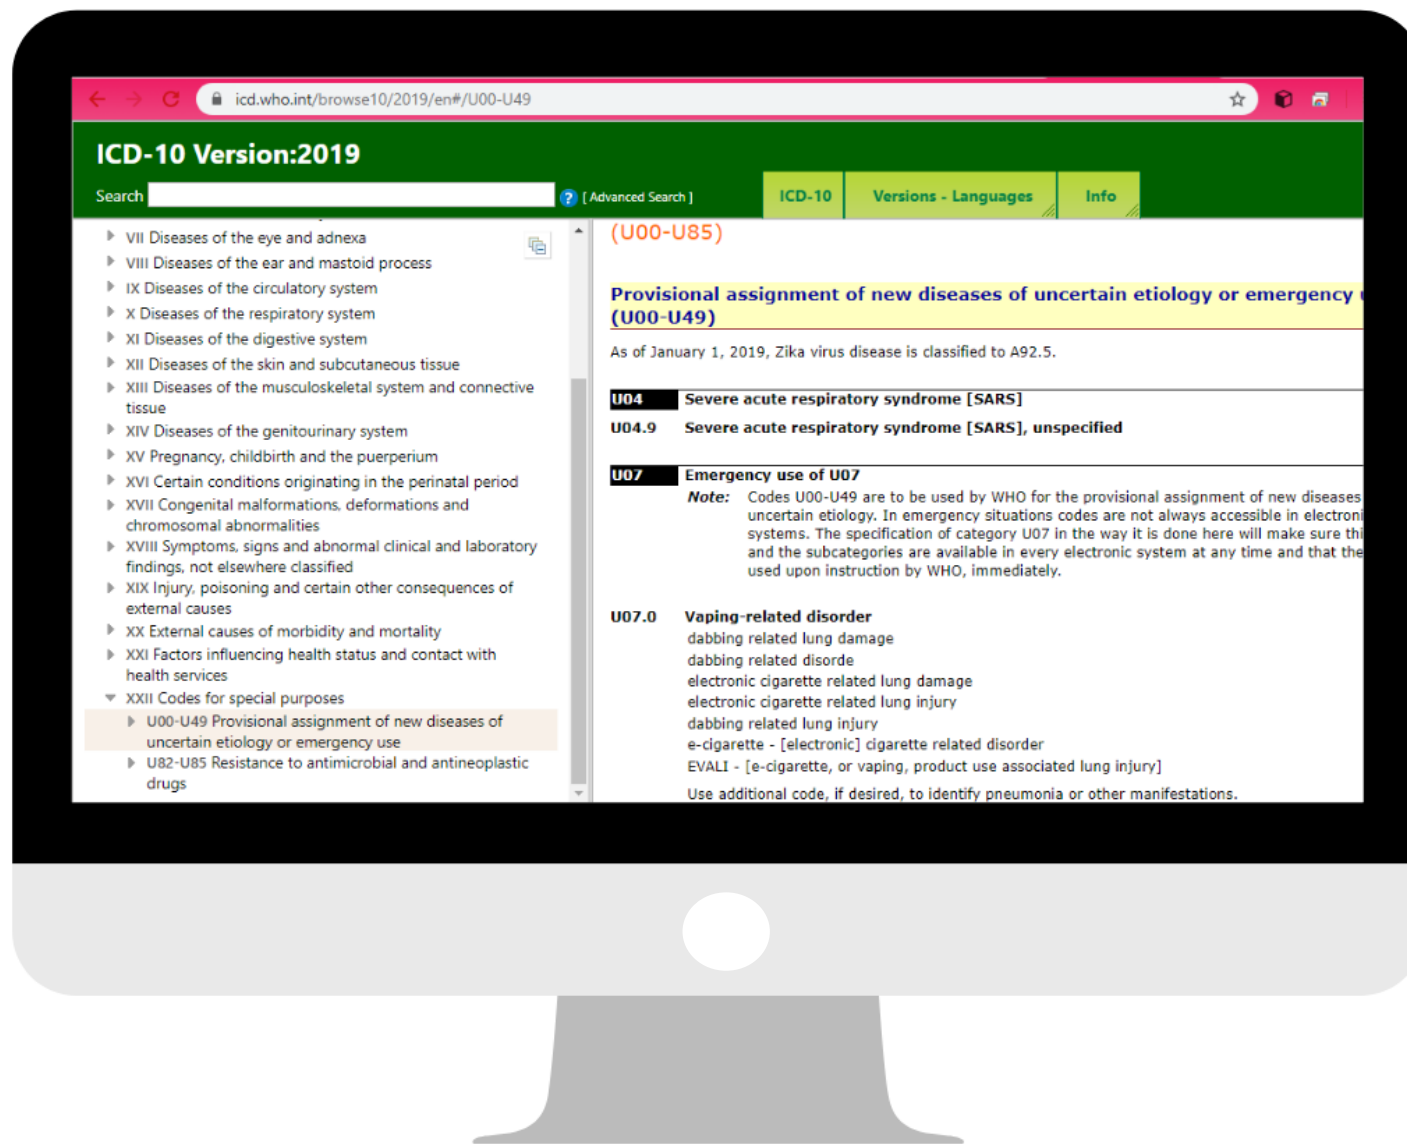 icd.who.int/browse10/2019/en#/U00-U49
ICD-10 Version:2019
Search
? [ Advanced Search ]
ICD-10
Versions - Languages
Info
VII Diseases of the eye and adnexa
VIII Diseases of the ear and mastoid process
IX Diseases of the circulatory system
X Diseases of the respiratory system
XI Diseases of the digestive system
XII Diseases of the skin and subcutaneous tissue
XIII Diseases of the musculoskeletal system and connective
tissue
XIV Diseases of the genitourinary system
XV Pregnancy, childbirth and the puerperium
XVI Certain conditions originating in the perinatal period
XVII Congenital malformations, deformations and
chromosomal abnormalities
XVIII Symptoms, signs and abnormal clinical and laboratory
findings, not elsewhere classified
XIX Injury, poisoning and certain other consequences of
external causes
XX External causes of morbidity and mortality
XXI Factors influencing health status and contact with
health services
XXII Codes for special purposes
U00-U49 Provisional assignment of new diseases of
uncertain etiology or emergency use
U82-U85 Resistance to antimicrobial and antineoplastic
drugs
(U00-U85)
Provisional assignment of new diseases of uncertain etiology or emergency
(U00-U49)
As of January 1, 2019, Zika virus disease is classified to A92.5.
U04 Severe acute respiratory syndrome [SARS]
U04.9 Severe acute respiratory syndrome [SARS], unspecified
U07 Emergency use of U07
Note: Codes U00-U49 are to be used by WHO for the provisional assignment of new diseases
uncertain etiology. In emergency situations codes are not always accessible in electroni
systems. The specification of category U07 in the way it is done here will make sure thi
and the subcategories are available in every electronic system at any time and that the
used upon instruction by WHO, immediately.
U07.0 Vaping-related disorder
dabbing related lung damage
dabbing related disorde
electronic cigarette related lung damage
electronic cigarette related lung injury
dabbing related lung injury
e-cigarette - [electronic] cigarette related disorder
EVALI - [e-cigarette, or vaping, product use associated lung injury]
Use additional code, if desired, to identify pneumonia or other manifestations.